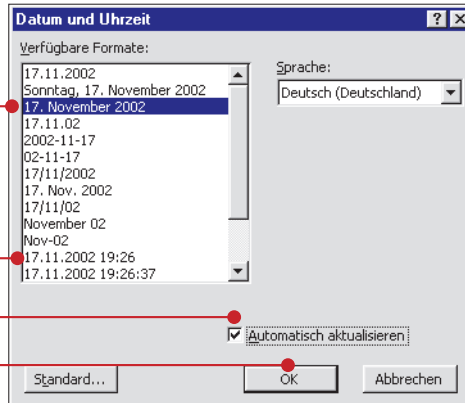 Datum und Uhrzeit
Verfügbare Formate:
17.11.2002
Sonntag, 17. November 2002
17. November 2002
17.11.02
2002-11-17
02-11-17
17/11/2002
17. Nov. 2002
17/11/02
November 02
Nov-02
17.11.2002 19:26
17.11.2002 19:26:37
Sprache:
Deutsch (Deutschland)
Automatisch aktualisieren
Standard...
OK
Abbrechen